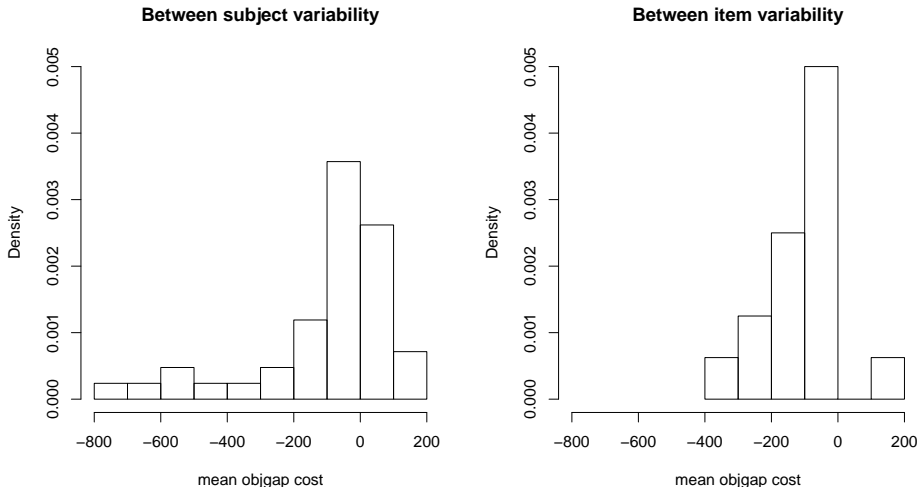 Between subject variability
Density
0.000 0.001 0.002 0.003 0.004 0.005
−800 −600 −400 −200 0 200
mean objgap cost
Between item variability
Density
0.000 0.001 0.002 0.003 0.004 0.005
−800 −600 −400 −200 0 200
mean objgap cost